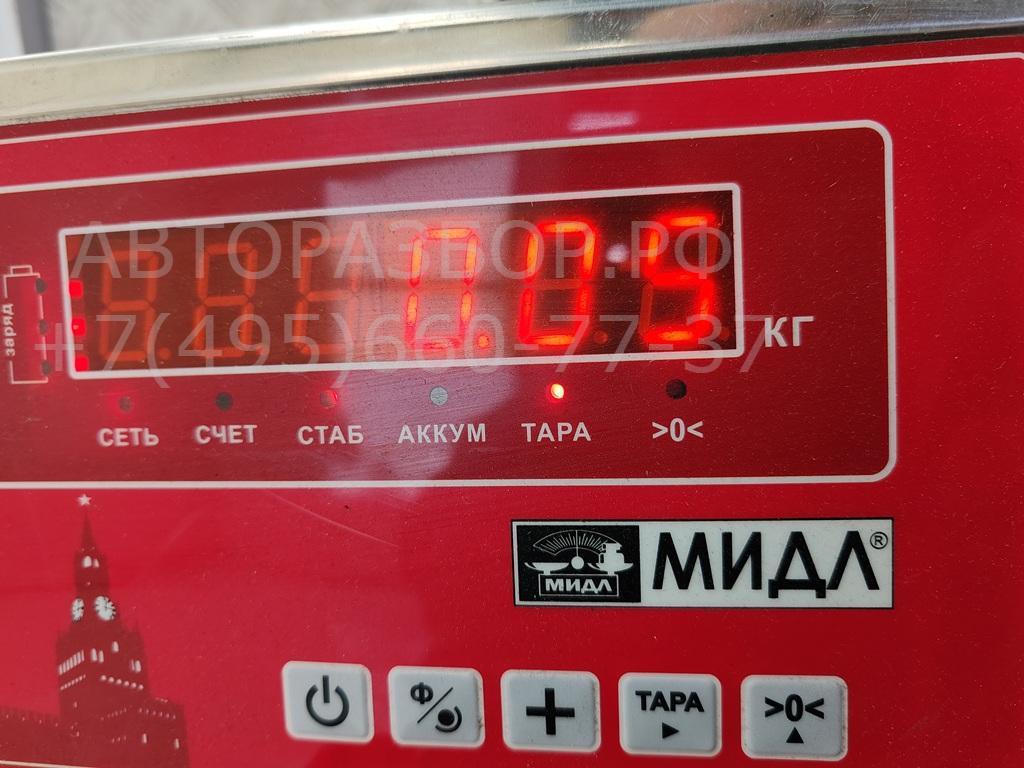 АВТОРАЗБОР.РФ
+7(495)660-77-37
0.05
КГ
заряд
СЕТЬ СЧЕТ СТАБ АККУМ ТАРА >0<
МИДЛ МИДЛ®
Ф + ТАРА >0<